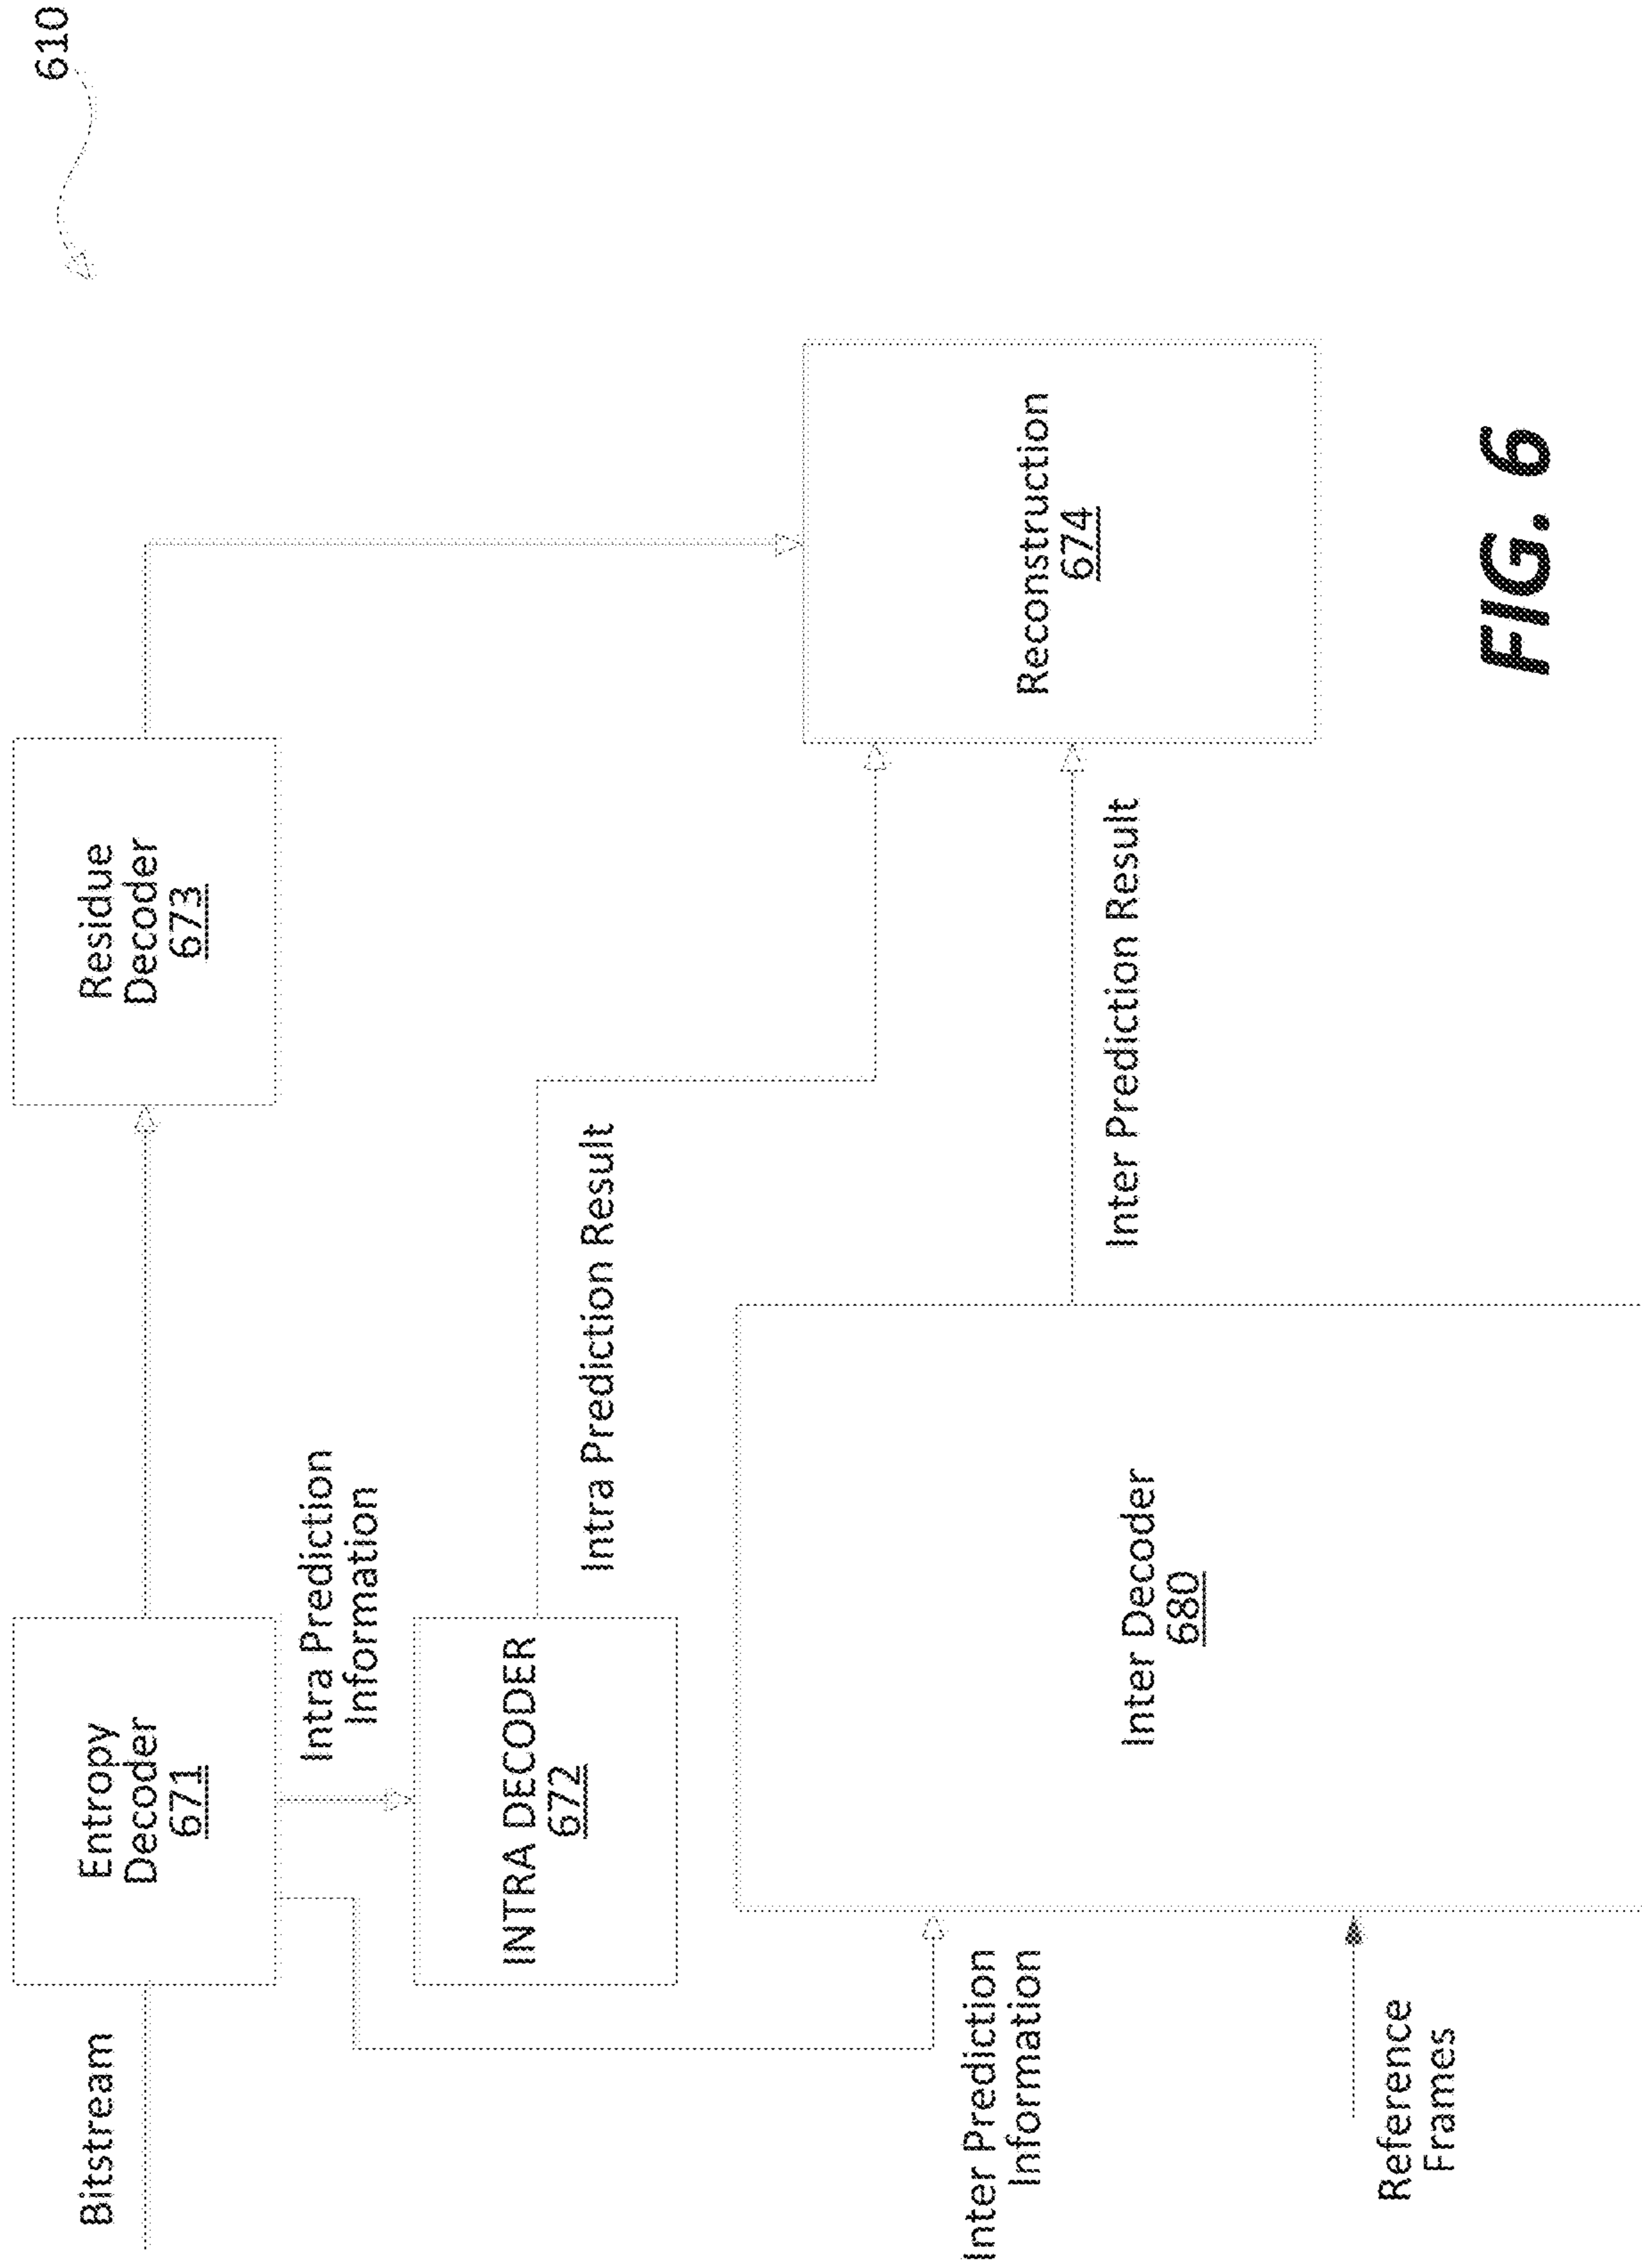 610
Bitstream
Entropy
Decoder
671
Residue
Decoder
673
Intra Prediction
Information
INTRA DECODER
672
Intra Prediction Result
Inter Prediction
Information
Inter Decoder
680
Inter Prediction Result
Reconstruction
674
Reference
Frames
FIG. 6